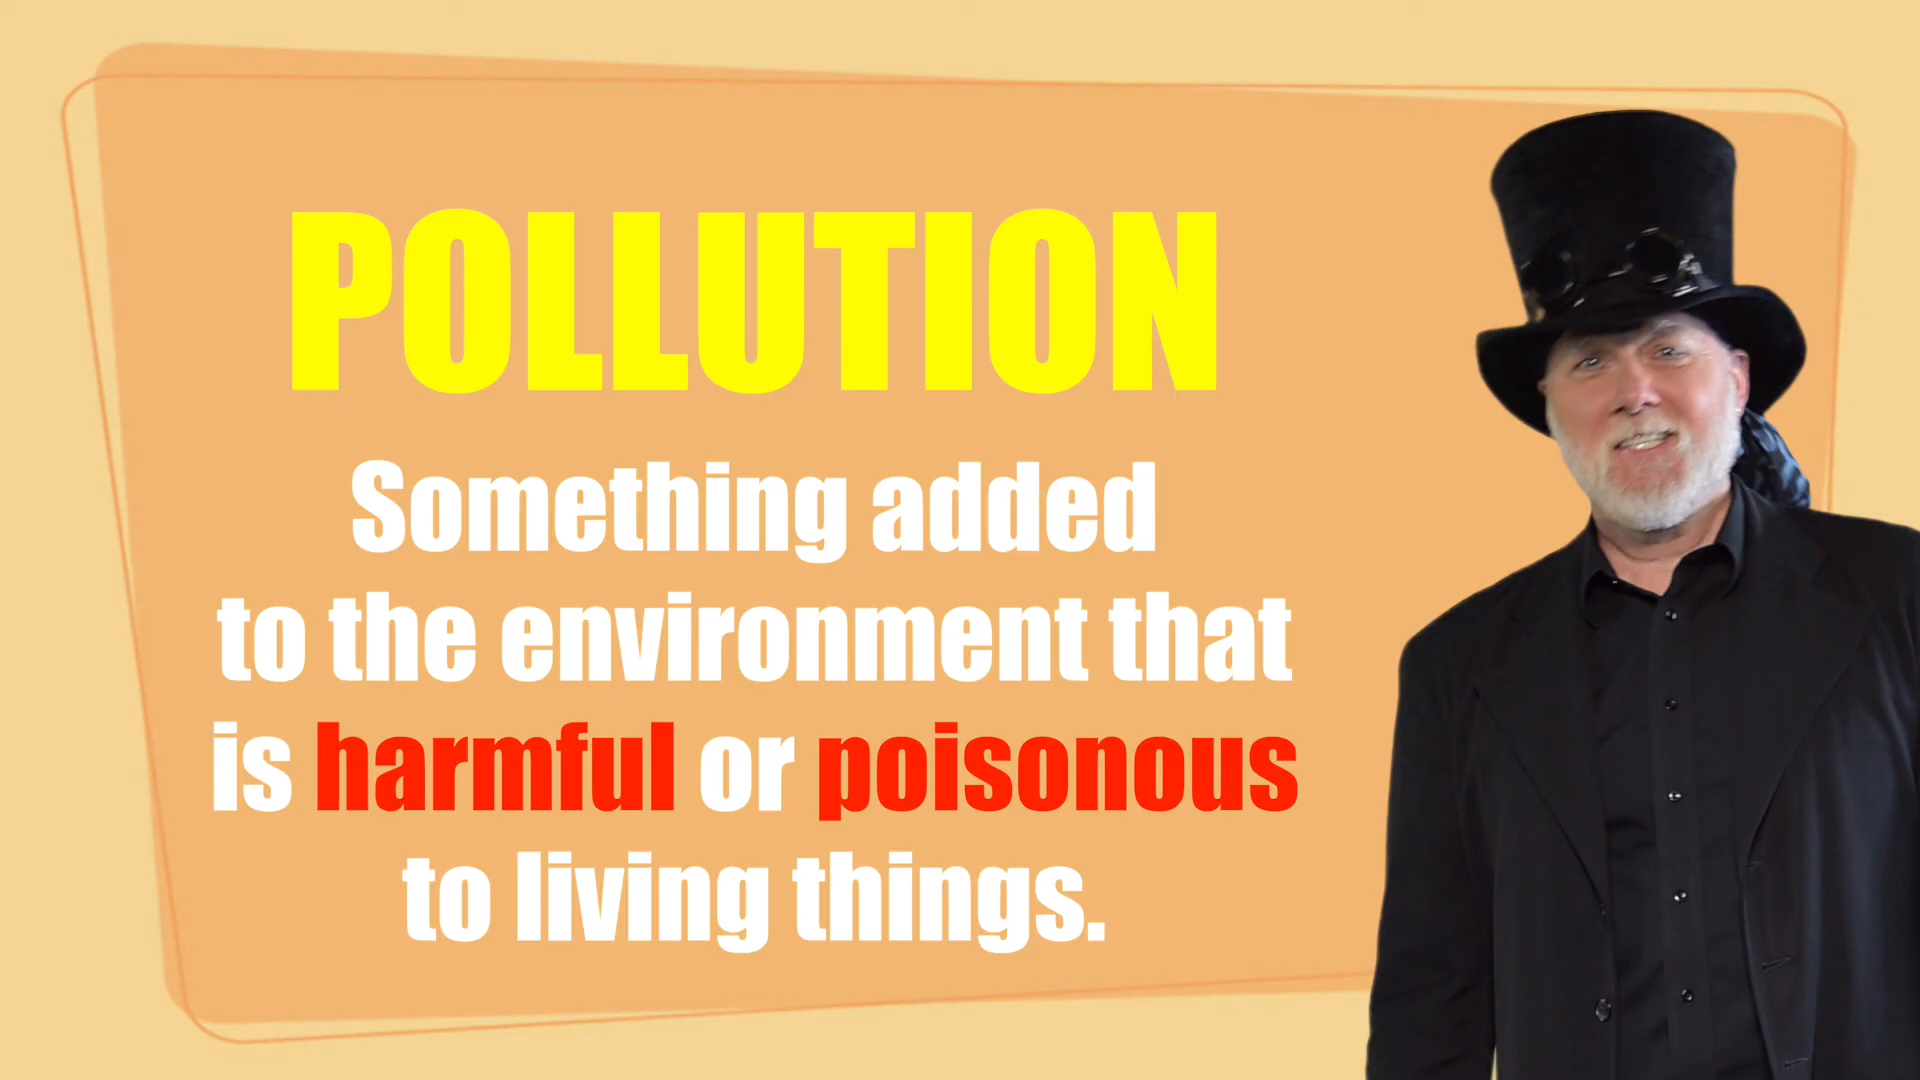 POLLUTION
Something added
to the environment that
is harmful or poisonous
to living things.